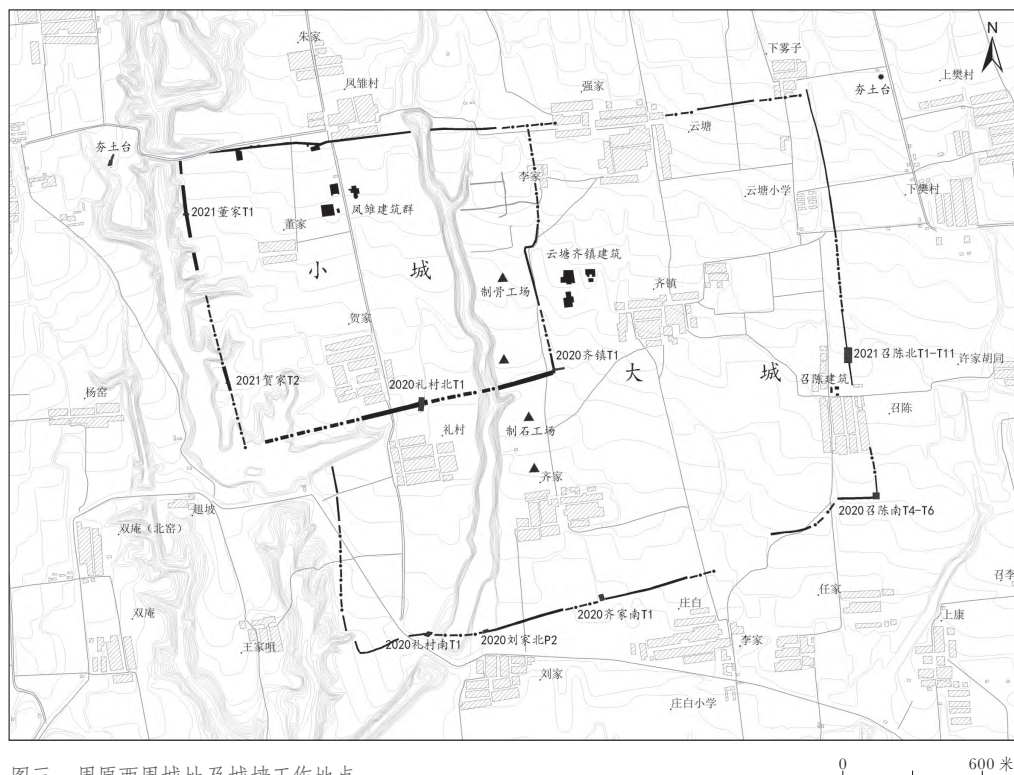 N
朱家
下雾子
凤雏村
强家
上樊村
夯土台
云塘
夯土台
李家
云塘小学
下樊村
2021董家T1
董家
凤雏建筑群
云塘齐镇建筑
小城
制骨工场
齐镇
贺家
2020齐镇T1
2021召陈北T1-T11
许家胡同
大城
召陈建筑
2021贺家T2
2020礼村北T1
杨窑
召陈
礼村
制石工场
齐家
2020召陈南T4-T6
双庵（北窑）
召李
任家
双庵
2020齐家南T1
庄白
上康
王家咀
2020礼村南T1
2020刘家北P2
李家
刘家
庄白小学
0 600 米
周原西周城址及城墙工作地点